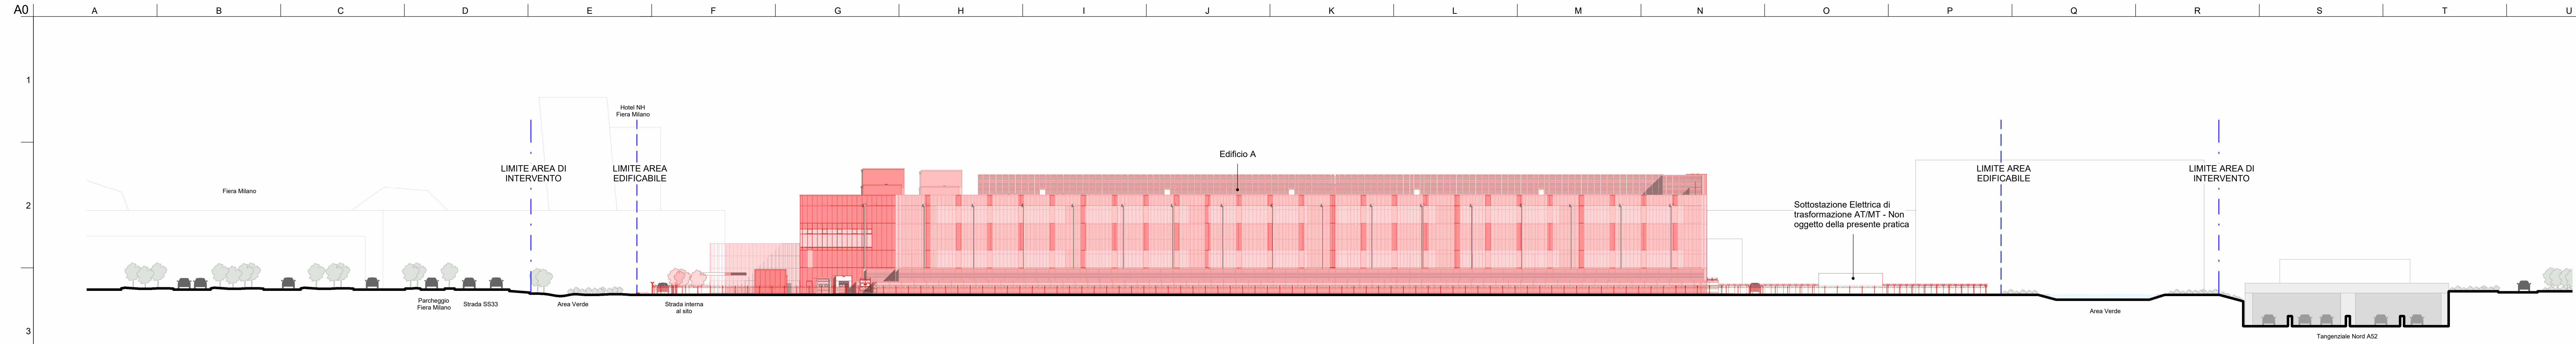 A0
A B C D E F G H I J K L M N O P Q R S T U
1
Hotel NH
Fiera Milano
Edificio A
LIMITE AREA DI
INTERVENTO
LIMITE AREA
EDIFICABILE
LIMITE AREA
EDIFICABILE
LIMITE AREA DI
INTERVENTO
Fiera Milano
2
Sottostazione Elettrica di
trasformazione AT/MT - Non
oggetto della presente pratica
Parcheggio
Fiera Milano
Strada SS33
Area Verde
Strada interna
al sito
Area Verde
3
Tangenziale Nord A52